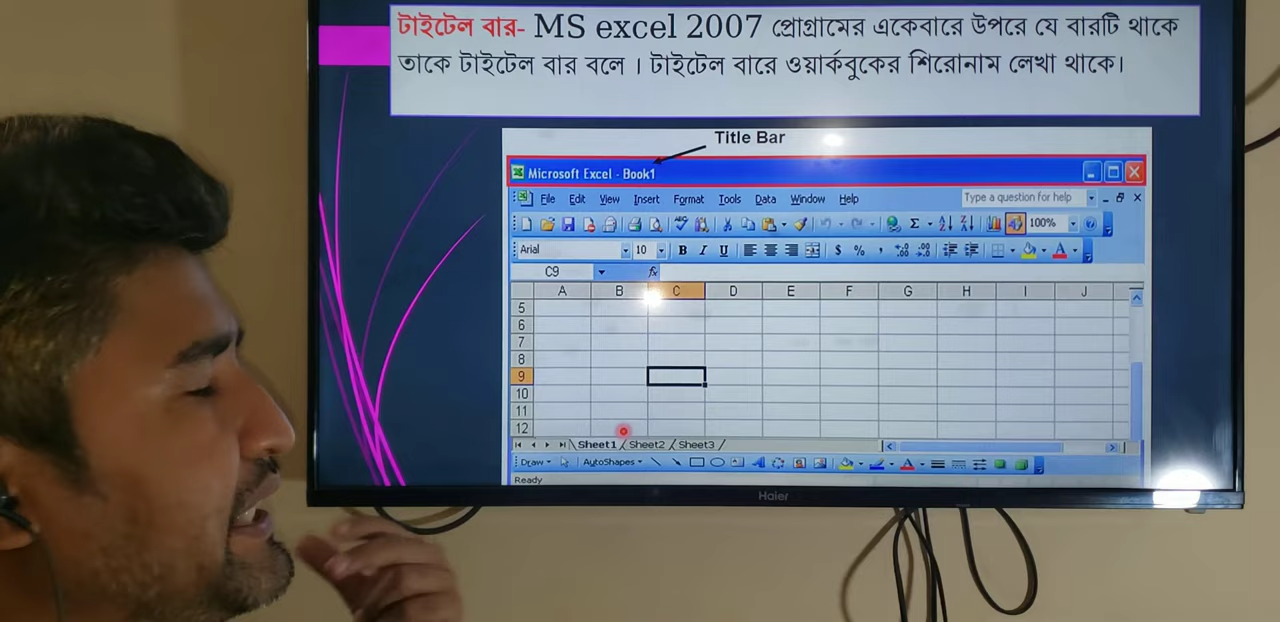 টাইটেল বার- MS excel 2007 প্রোগ্রামের একেবারে উপরে যে বারটি থাকে
তাকে টাইটেল বার বলে । টাইটেল বারে ওয়ার্কবুকের শিরোনাম লেখা থাকে।
Title Bar
Microsoft Excel - Book1
File Edit View Insert Format Tools Data Window Help Type a question for help
100%
Arial 10 B I U $ % ,
C9 fx
A B C D E F G H I J
5
6
7
8
9
10
11
12
Sheet1 / Sheet2 / Sheet3 /
Draw AutoShapes
Ready
Haier